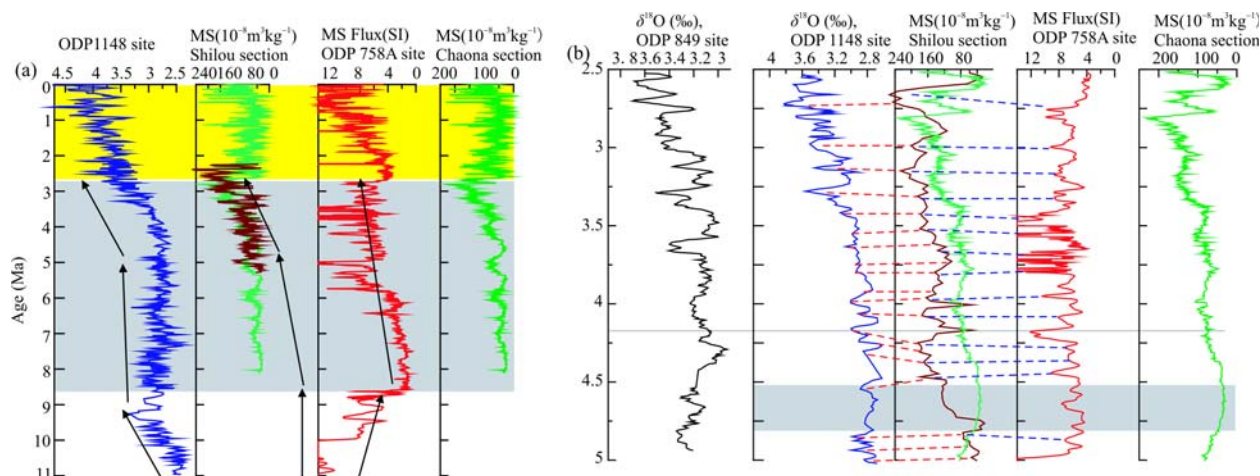 (a)
ODP1148 site
4.5 3.5 3 2.5
MS(10⁻⁸m³kg⁻¹)
Shilou section
240 160 80 0
MS Flux(SI)
ODP 758A site
12 8 4 0
MS(10⁻⁸m³kg⁻¹)
Chaona section
200 100 0
Age (Ma)
0
1
2
3
4
5
6
7
8
9
10
11
(b)
δ¹⁸O (‰),
ODP 849 site
3.83.6 3.4 3.2 3
δ¹⁸O (‰),
ODP 1148 site
4 3.6 3.2 2.8
MS(10⁻⁸m³kg⁻¹)
Shilou section
240 160 80
MS Flux(SI)
ODP 758A site
12 8 4
MS(10⁻⁸m³kg⁻¹)
Chaona section
200 100 0
2.5
3
3.5
4
4.5
5